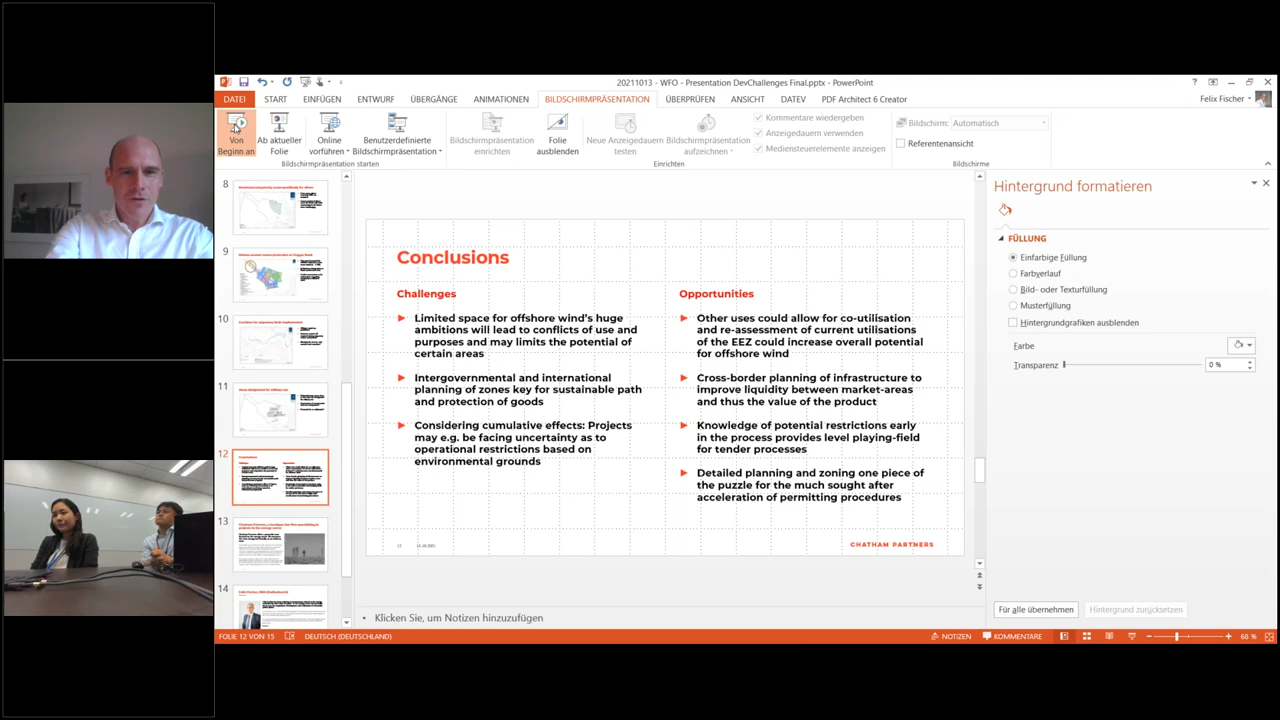 20211013 - WFO - Presentation DevChallenges Final.pptx - PowerPoint
DATEI START EINFÜGEN ENTWURF ÜBERGÄNGE ANIMATIONEN BILDSCHIRMPRÄSENTATION ÜBERPRÜFEN ANSICHT DATEV PDF Architect 6 Creator
Felix Fischer
Von Beginn an
Ab aktueller Folie
Online vorführen
Benutzerdefinierte Bildschirmpräsentation
Bildschirmpräsentation starten
Bildschirmpräsentation einrichten
Folie ausblenden
Neue Anzeigedauern testen
Bildschirmpräsentation aufzeichnen
Kommentare wiedergeben
Anzeigedauern verwenden
Mediensteuerelemente anzeigen
Einrichten
Bildschirm: Automatisch
Referentenansicht
Bildschirme
8
9
10
11
12
13
14
Conclusions
Challenges
Limited space for offshore wind's huge
ambitions will lead to conflicts of use and
purposes and may limits the potential of
certain areas
Intergovernmental and international
planning of zones key for sustainable path
and protection of goods
Considering cumulative effects: Projects
may e.g. be facing uncertainty as to
operational restrictions based on
environmental grounds
Opportunities
Other uses could allow for co-utilisation
and re-assessment of current utilisations
of the EEZ could increase overall potential
for offshore wind
Cross-border planning of infrastructure to
improve liquidity between market-areas
and thus the value of the product
Knowledge of potential restrictions early
in the process provides level playing-field
for tender processes
Detailed planning and zoning one piece of
the puzzle for the much sought after
acceleration of permitting procedures
12
CHATHAM PARTNERS
Klicken Sie, um Notizen hinzuzufügen
Hintergrund formatieren
FÜLLUNG
Einfarbige Füllung
Farbverlauf
Bild- oder Texturfüllung
Musterfüllung
Hintergrundgrafiken ausblenden
Farbe
Transparenz 0 %
Für alle übernehmen
Hintergrund zurücksetzen
FOLIE 12 VON 15 DEUTSCH (DEUTSCHLAND)
NOTIZEN KOMMENTARE 68 %